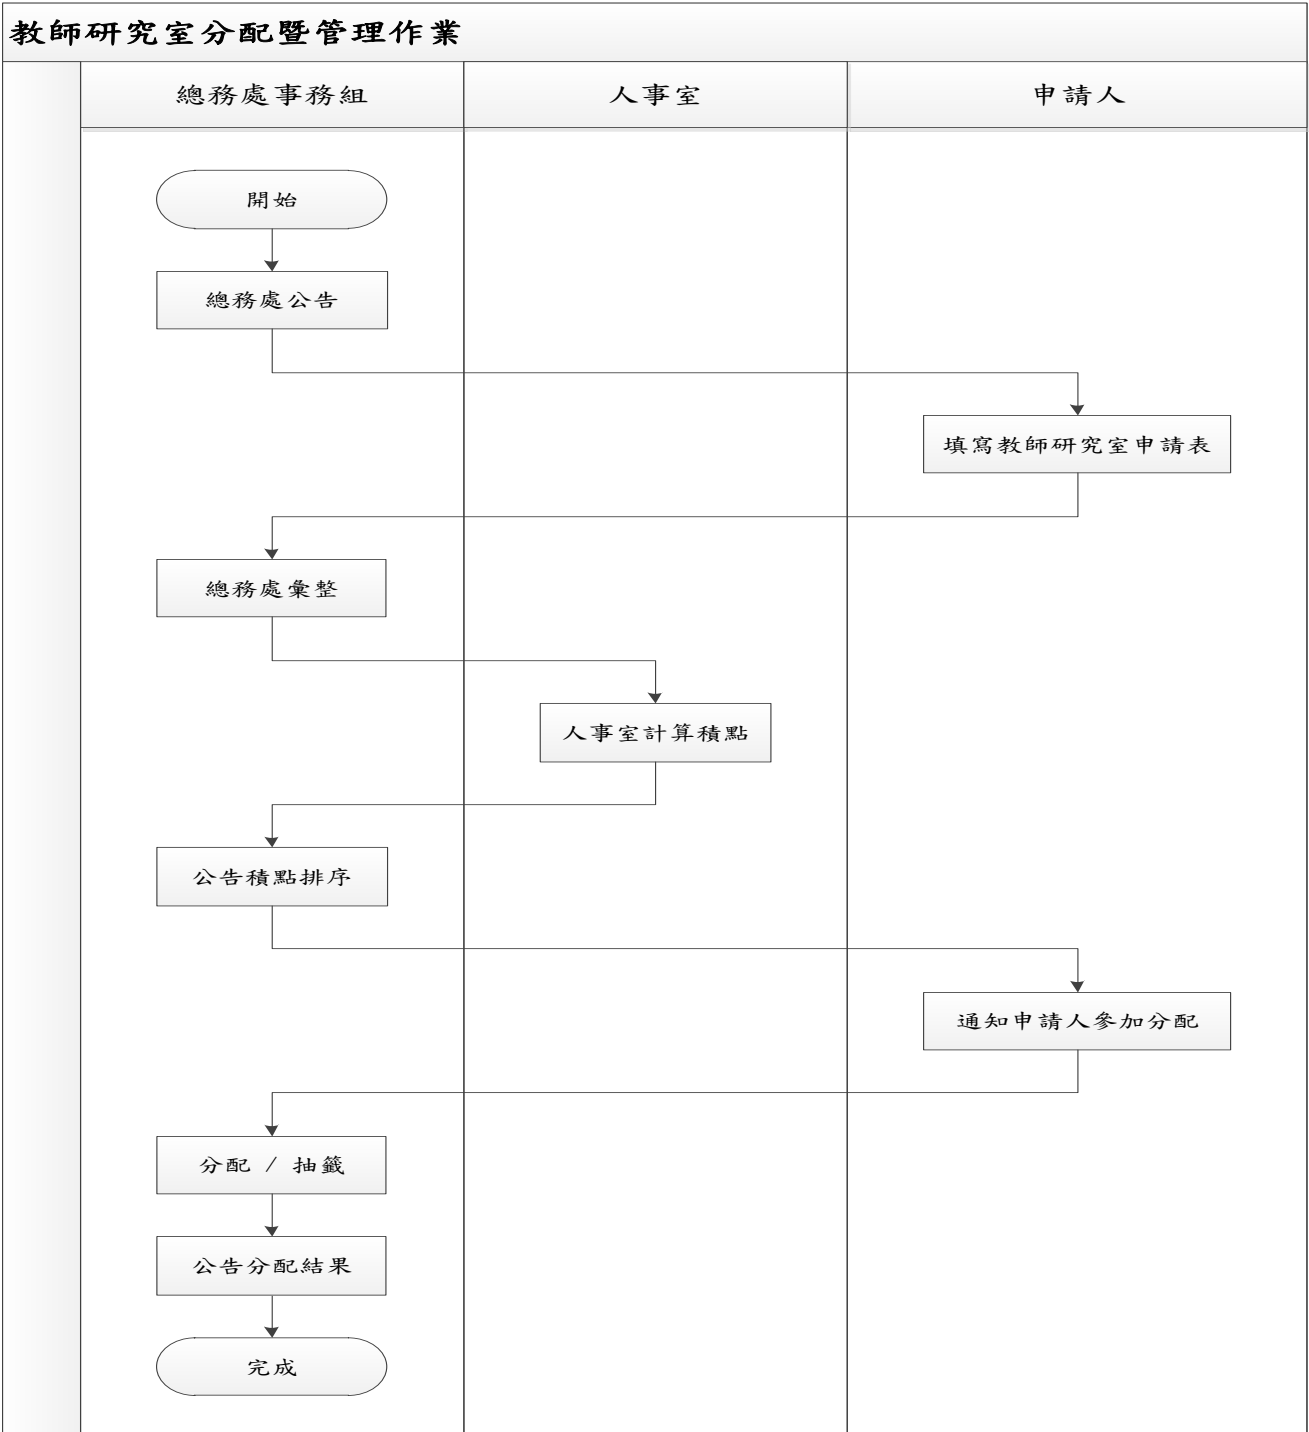 教師研究室分配暨管理作業
總務處事務組
人事室
申請人
開始
總務處公告
填寫教師研究室申請表
總務處彙整
人事室計算積點
公告積點排序
通知申請人參加分配
分配 / 抽籤
公告分配結果
完成